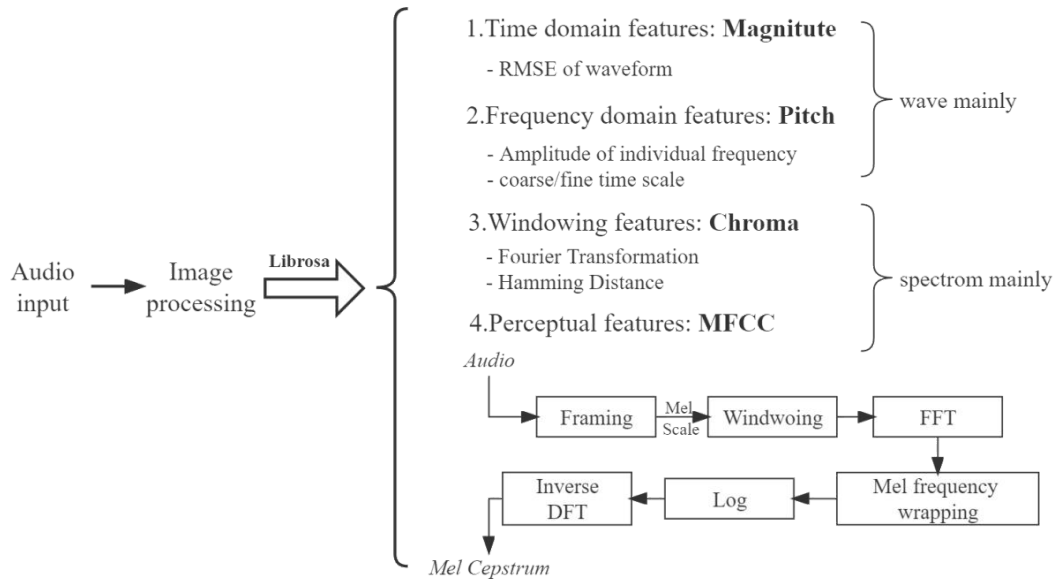 Audio
input
Image
processing
Librosa
1.Time domain features: Magnitute
- RMSE of waveform
2.Frequency domain features: Pitch
- Amplitude of individual frequency
- coarse/fine time scale
wave mainly
3.Windowing features: Chroma
- Fourier Transformation
- Hamming Distance
4.Perceptual features: MFCC
spectrom mainly
Audio
Framing
Mel
Scale
Windwoing
FFT
Mel frequency
wrapping
Log
Inverse
DFT
Mel Cepstrum